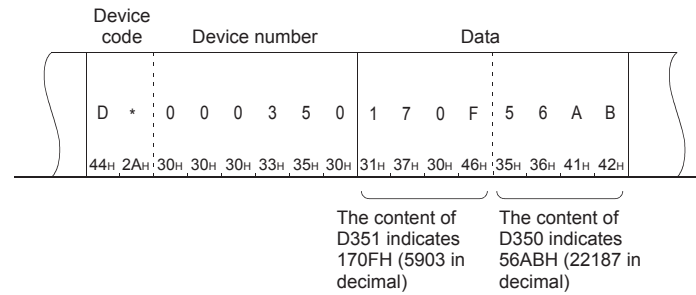 Device code Device number Data
D * 0 0 0 3 5 0 1 7 0 F 5 6 A B
44H 2AH 30H 30H 30H 33H 35H 30H 31H 37H 30H 46H 35H 36H 41H 42H
The content of
D351 indicates
170FH (5903 in
decimal)
The content of
D350 indicates
56ABH (22187 in
decimal)